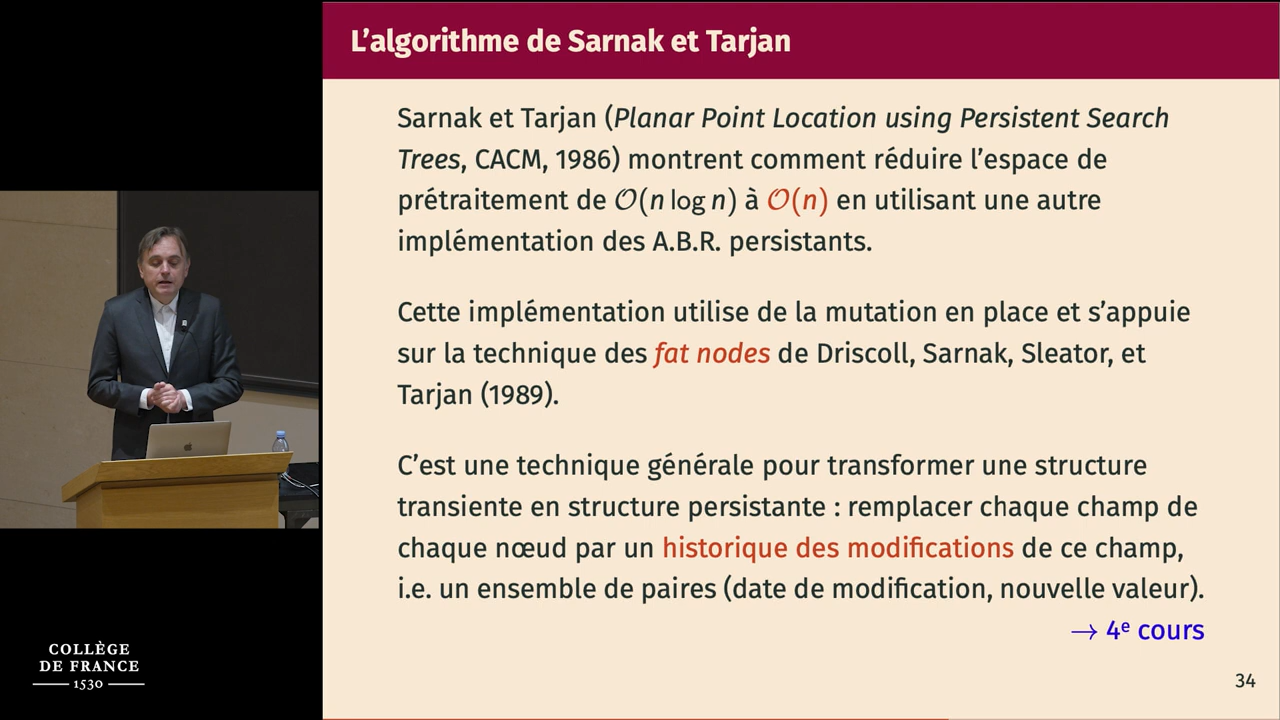 L'algorithme de Sarnak et Tarjan
Sarnak et Tarjan (Planar Point Location using Persistent Search
Trees, CACM, 1986) montrent comment réduire l'espace de
prétraitement de O(n log n) à O(n) en utilisant une autre
implémentation des A.B.R. persistants.
Cette implémentation utilise de la mutation en place et s'appuie
sur la technique des fat nodes de Driscoll, Sarnak, Sleator, et
Tarjan (1989).
C'est une technique générale pour transformer une structure
transiente en structure persistante : remplacer chaque champ de
chaque nœud par un historique des modifications de ce champ,
i.e. un ensemble de paires (date de modification, nouvelle valeur).
→ 4e cours
34
COLLÈGE
DE FRANCE
1530